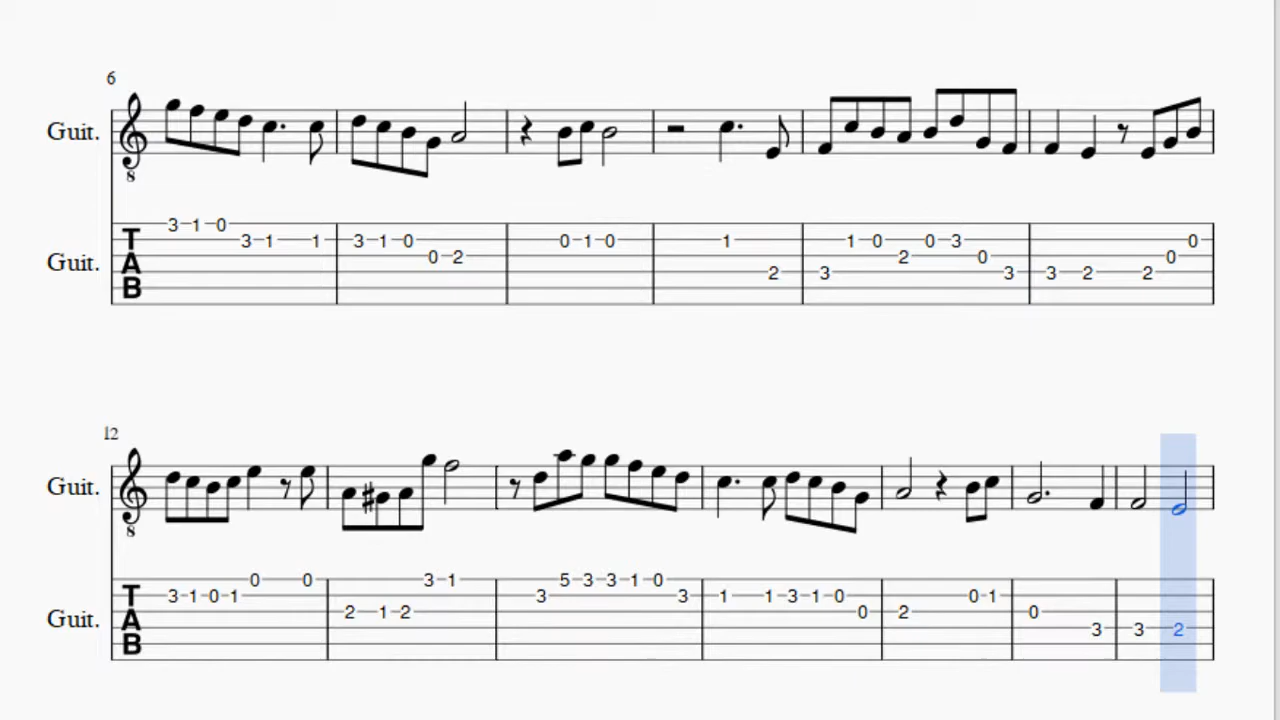 6
Guit.
8
Guit. TAB
3 1 0 3 1 1 3 1 0 0 2 0 1 0 1 2 3 1 0 2 0 3 0 3 3 2 2 0 0
12
Guit.
8
Guit. TAB
3 1 0 1 0 0 2 1 2 3 1 3 5 3 3 1 0 3 1 1 3 1 0 0 2 0 1 0 3 3 2